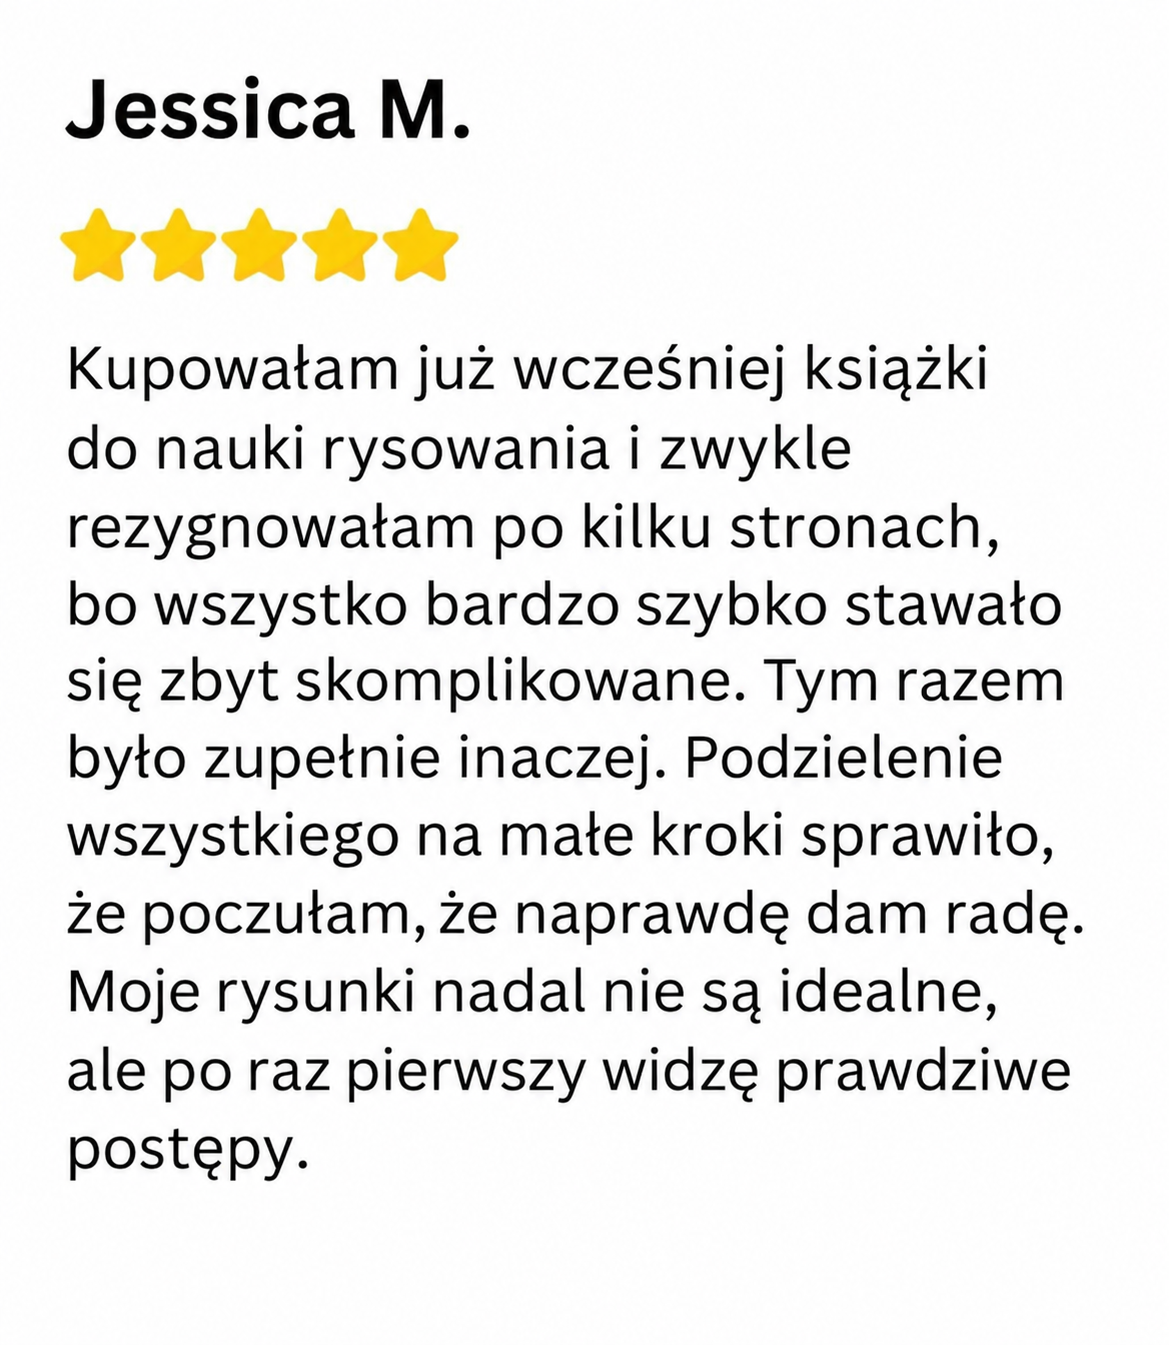 Jessica M.
Kupowałam już wcześniej książki
do nauki rysowania i zwykle
rezygnowałam po kilku stronach,
bo wszystko bardzo szybko stawało
się zbyt skomplikowane. Tym razem
było zupełnie inaczej. Podzielenie
wszystkiego na małe kroki sprawiło,
że poczułam, że naprawdę dam radę.
Moje rysunki nadal nie są idealne,
ale po raz pierwszy widzę prawdziwe
postępy.